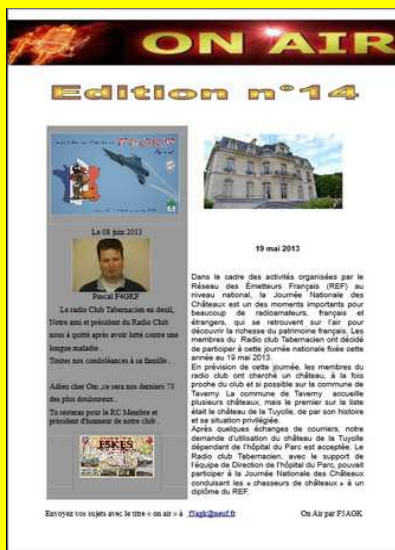 ON AIR
Edition n°14
Le 08 juin 2013
Pascal F4GKF
Le radio club Tabernacien en deuil,
Notre ami et président du Radio Club
nous à quitté après avoir lutté contre une
longue maladie.
Toutes nos condoléances à sa famille.
Adieu cher Om ,ce sera nos derniers 73
des plus douloureux.
Tu resteras pour le RC Membre et
président d'honneur de notre club.
F5KES
19 mai 2013
Dans le cadre des activités organisées par le
Réseau des Émetteurs Français (REF) au
niveau national, la Journée Nationale des
Châteaux est un des moments importants pour
beaucoup de radioamateurs, français et
étrangers, qui se retrouvent sur l'air pour
découvrir la richesse du patrimoine français. Les
membres du Radio club Tabernacien ont décidé
de participer à cette journée nationale fixée cette
année au 19 mai 2013.
En prévision de cette journée, les membres du
radio club ont cherché un château, à la fois
proche du club et si possible sur la commune de
Taverny. La commune de Taverny accueille
plusieurs châteaux, mais le premier sur la liste
était le château de la Tuyolle, de par son histoire
et se situation privilégiée.
Après quelques échanges de courriers, notre
demande d'utilisation du château de la Tuyolle
dépendant de l'hôpital du Parc est acceptée. Le
Radio club Tabernacien, avec le support de
l'équipe de Direction de l'hôpital du Parc, pouvait
participer à la Journée Nationale des Châteaux
conduisant les « chasseurs de châteaux » à un
diplôme du REF.
Envoyez vos sujets avec le titre « on air » à f5agk@neuf.fr
On Air par F5AGK